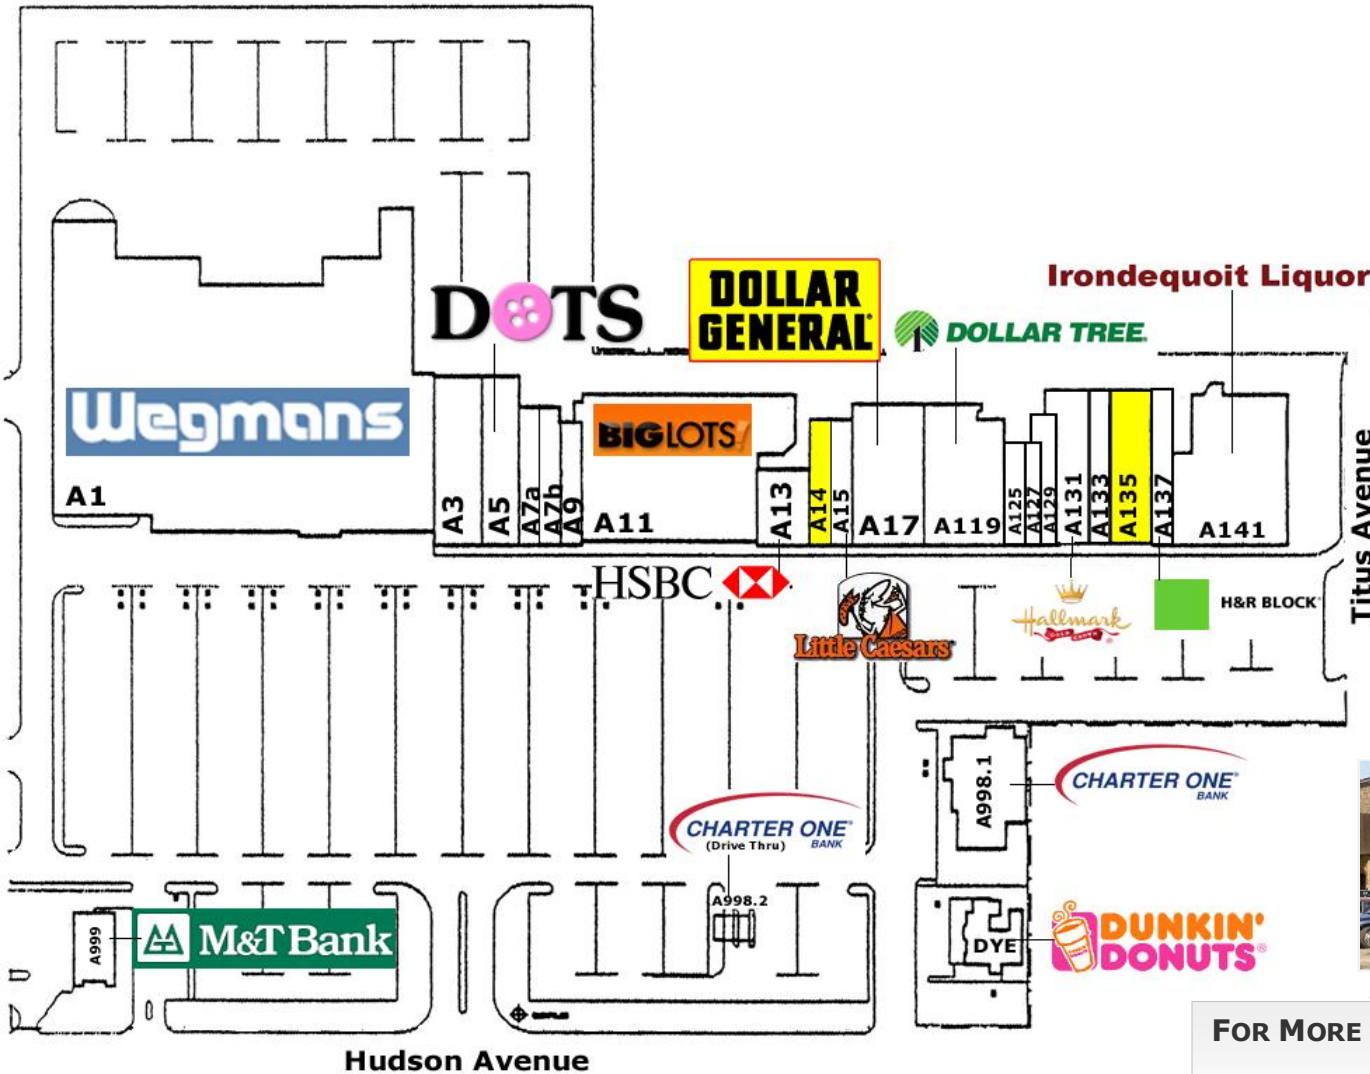 DOTS
DOLLAR
GENERAL
DOLLAR TREE
Irondequoit Liquor
Wegmans
BIGLOTS!
A1
A3
A5
A7a
A7b
A9
A11
A13
A14
A15
A17
A119
A125
A127
A129
A131
A133
A135
A137
A141
Titus Avenue
HSBC
Little Caesars
Hallmark
GOLD CROWN
H&R BLOCK
A998.1
CHARTER ONE
BANK
CHARTER ONE
(Drive Thru) BANK
A998.2
A999
M&T Bank
DYE
DUNKIN'
DONUTS
FOR MORE
Hudson Avenue